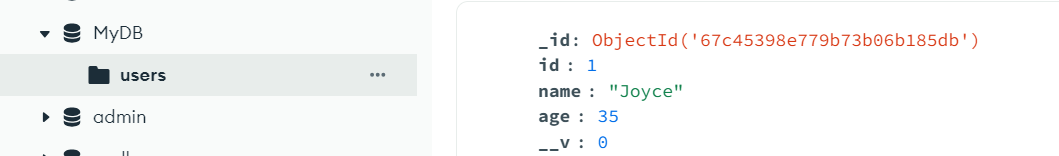 MyDB
users
admin
_id: ObjectId('67c45398e779b73b06b185db')
id : 1
name : "Joyce"
age : 35
__v : 0